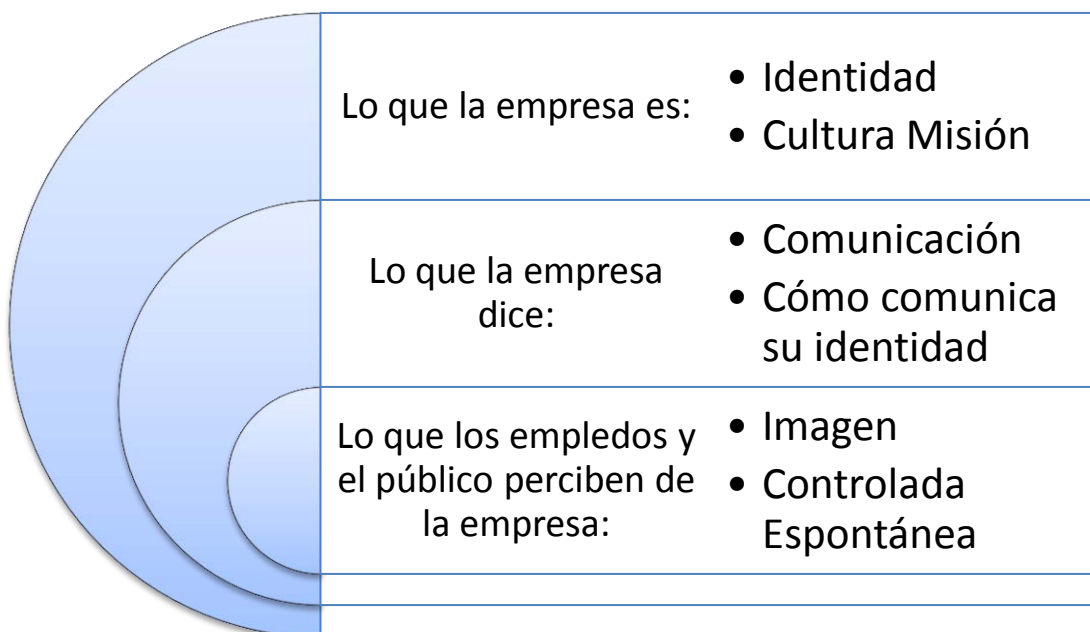 Lo que la empresa es:
• Identidad
• Cultura Misión
Lo que la empresa
dice:
• Comunicación
• Cómo comunica
su identidad
Lo que los empledos y
el público perciben de
la empresa:
• Imagen
• Controlada
Espontánea